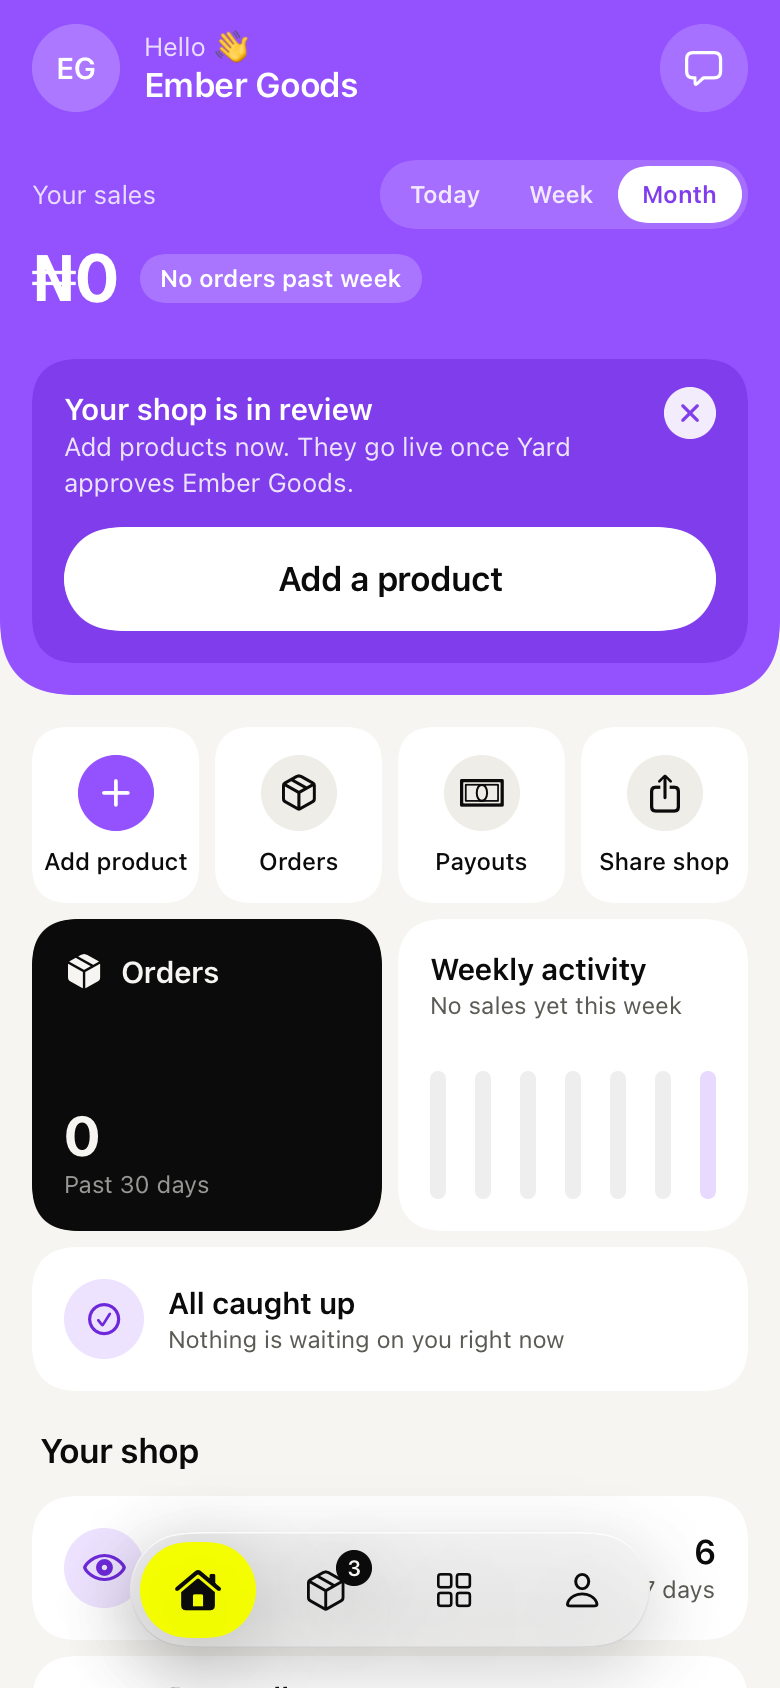 EG
Hello 👋
Ember Goods
Your sales
Today
Week
Month
₦0
No orders past week
Your shop is in review
Add products now. They go live once Yard
approves Ember Goods.
Add a product
Add product
Orders
Payouts
Share shop
Orders
0
Past 30 days
Weekly activity
No sales yet this week
All caught up
Nothing is waiting on you right now
Your shop
6
7 days
3